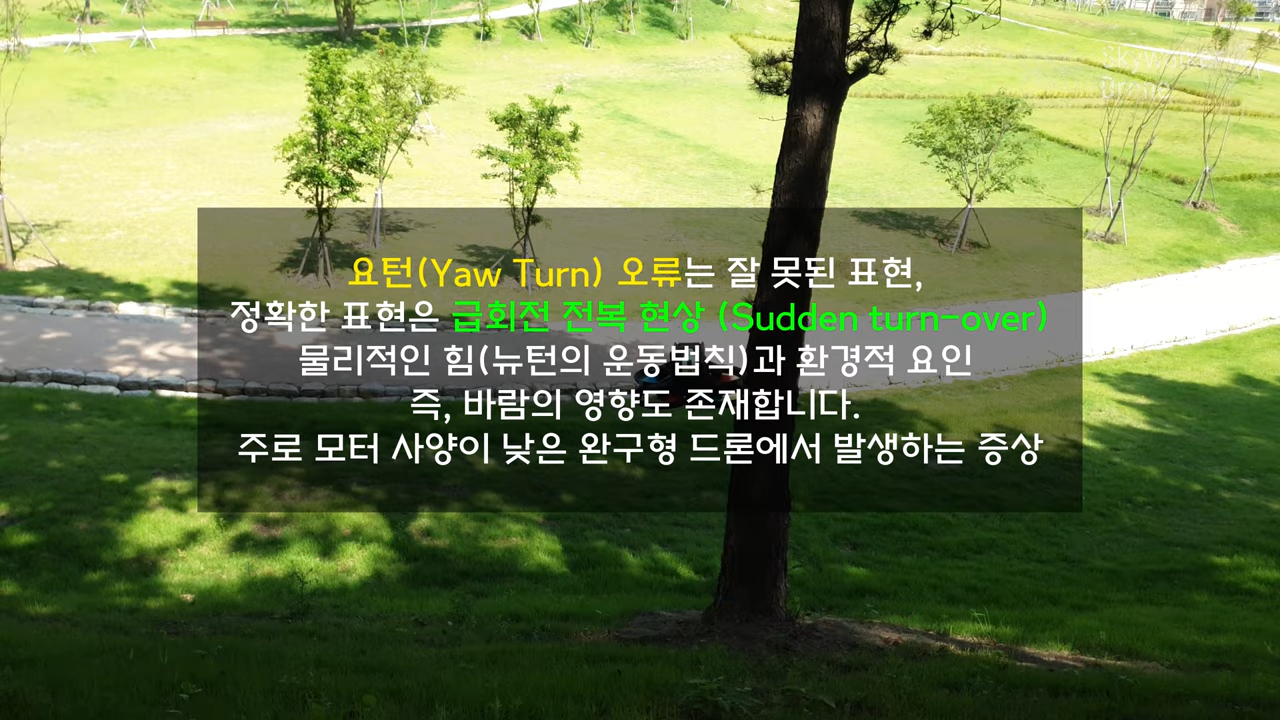 요턴(Yaw Turn) 오류는 잘 못된 표현,
정확한 표현은 급회전 전복 현상 (Sudden turn-over)
물리적인 힘(뉴턴의 운동법칙)과 환경적 요인
즉, 바람의 영향도 존재합니다.
주로 모터 사양이 낮은 완구형 드론에서 발생하는 증상